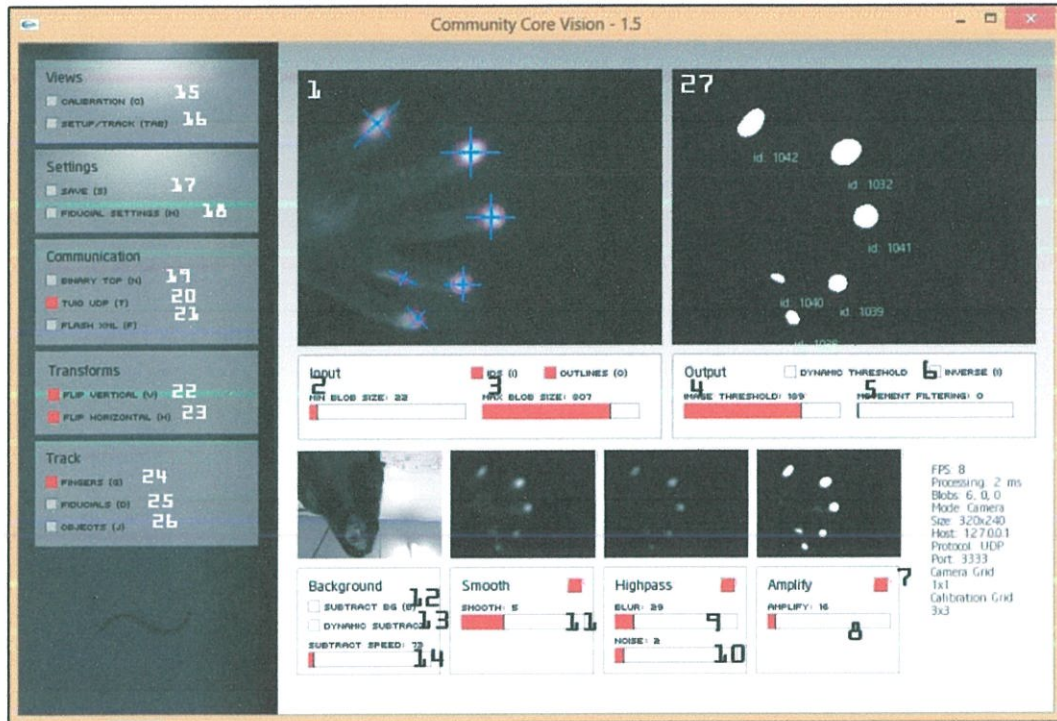 Community Core Vision - 1.5
Views
CALIBRATION (C) 15
SETUP/TRACK (TAB) 16
Settings
SAVE (S) 17
FIDUCIAL SETTINGS (H) 18
Communication
BINARY TCP (N) 19
TUIO UDP (T) 20
FLASH XML (F) 21
Transforms
FLIP VERTICAL (V) 22
FLIP HORIZONTAL (H) 23
Track
FINGERS (G) 24
FIDUCIALS (D) 25
OBJECTS (J) 26
1
27
id: 1042
id: 1032
id: 1041
id: 1040
id: 1039
Input
IDS (I)
OUTLINES (O)
2
3
MIN BLOB SIZE: 22
MAX BLOB SIZE: 807
Output
DYNAMIC THRESHOLD
6
INVERSE (I)
4
5
IMAGE THRESHOLD: 189
MOVEMENT FILTERING: 0
Background
SUBTRACT BG (B) 12
DYNAMIC SUBTRACT 13
SUBTRACT SPEED:
14
Smooth
SMOOTH: 5
11
Highpass
BLUR: 29
9
NOISE: 2
10
Amplify
7
AMPLIFY: 16
8
FPS: 8
Processing: 2 ms
Blobs: 6, 0, 0
Mode: Camera
Size: 320x240
Host: 127.0.0.1
Protocol: UDP
Port: 3333
Camera Grid
1x1
Calibration Grid
3x3